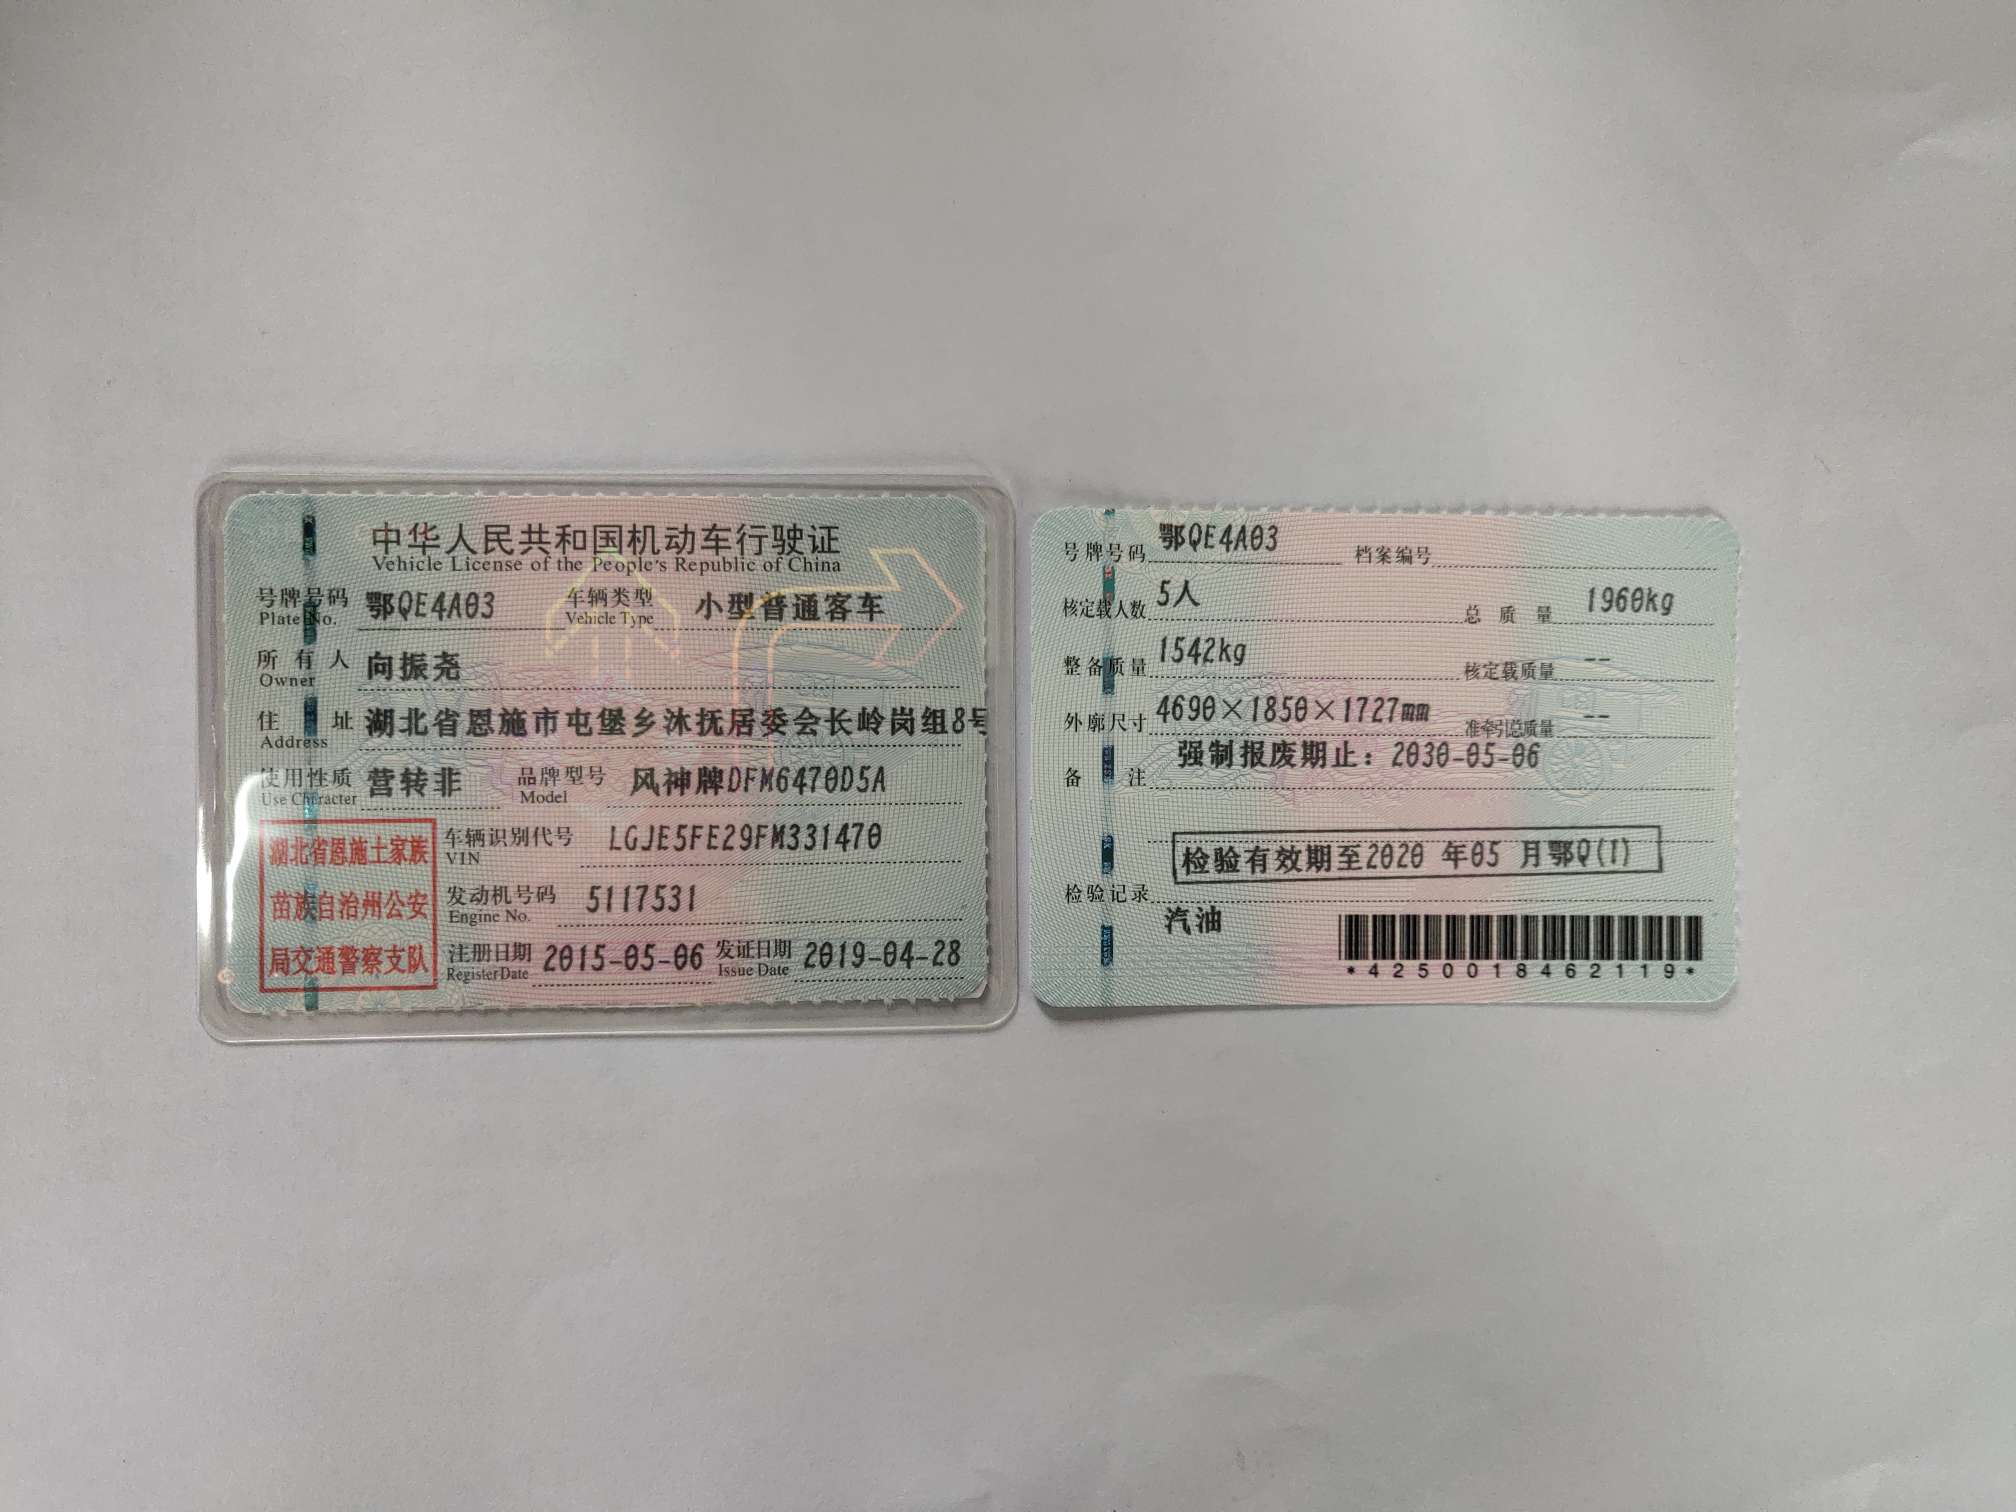 中华人民共和国机动车行驶证
Vehicle License of the People's Republic of China
号牌号码 鄂QE4A03 车辆类型 小型普通客车
Plate No. Vehicle Type
所有人 向振尧
Owner
住址 湖北省恩施市屯堡乡沐抚居委会长岭岗组8号
Address
使用性质 营转非 品牌型号 风神牌DFM6470D5A
Use Character Model
湖北省恩施土家族
苗族自治州公安
局交通警察支队
车辆识别代号 LGJE5FE29FM331470
VIN
发动机号码 5117531
Engine No.
注册日期 2015-05-06 发证日期 2019-04-28
Register Date Issue Date
号牌号码 鄂QE4A03 档案编号
核定载人数 5人 总质量 1960kg
整备质量 1542kg 核定载质量 --
外廓尺寸 4690×1850×1727mm 准牵引总质量 --
备注 强制报废期止：2030-05-06
检验有效期至2020 年05 月鄂Q(1)
检验记录
汽油
*4250018462119*